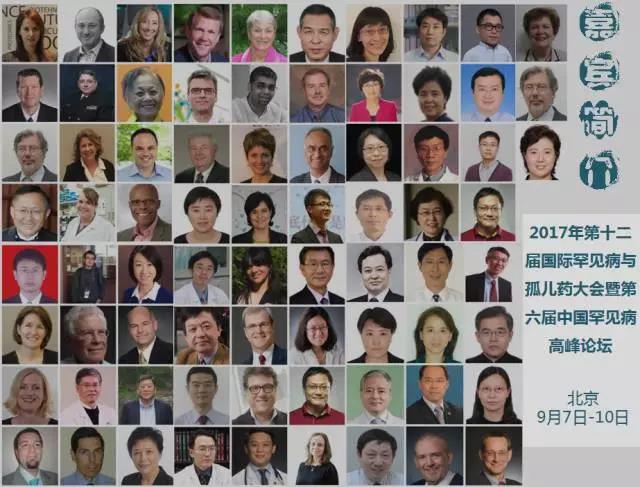 嘉宾简介
2017年第十二
届国际罕见病与
孤儿药大会暨第
六届中国罕见病
高峰论坛
北京
9月7日-10日